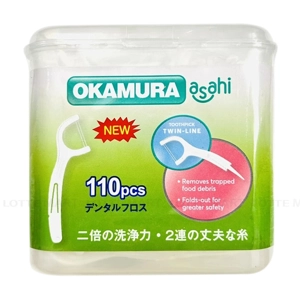 OKAMURA asahi
NEW
TOOTHPICK
TWIN-LINE
110pcs
デンタルフロス
• Removes trapped
food debris
• Folds-out for
greater safety
二倍の洗浄力・2連の丈夫な糸